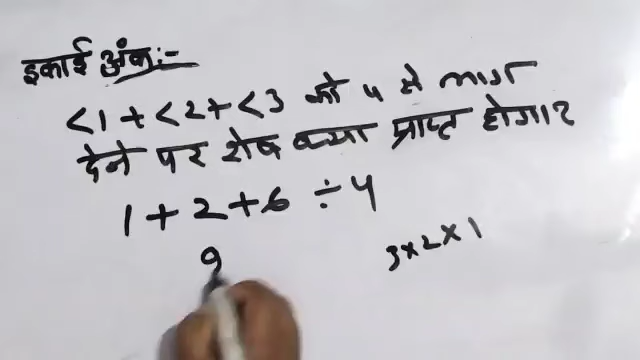 इकाई अंक:-
<1 + <2 + <3 को 4 से भाग
देने पर शेष क्या प्राप्त होगा?
1 + 2 + 6 ÷ 4
3 × 2 × 1
9